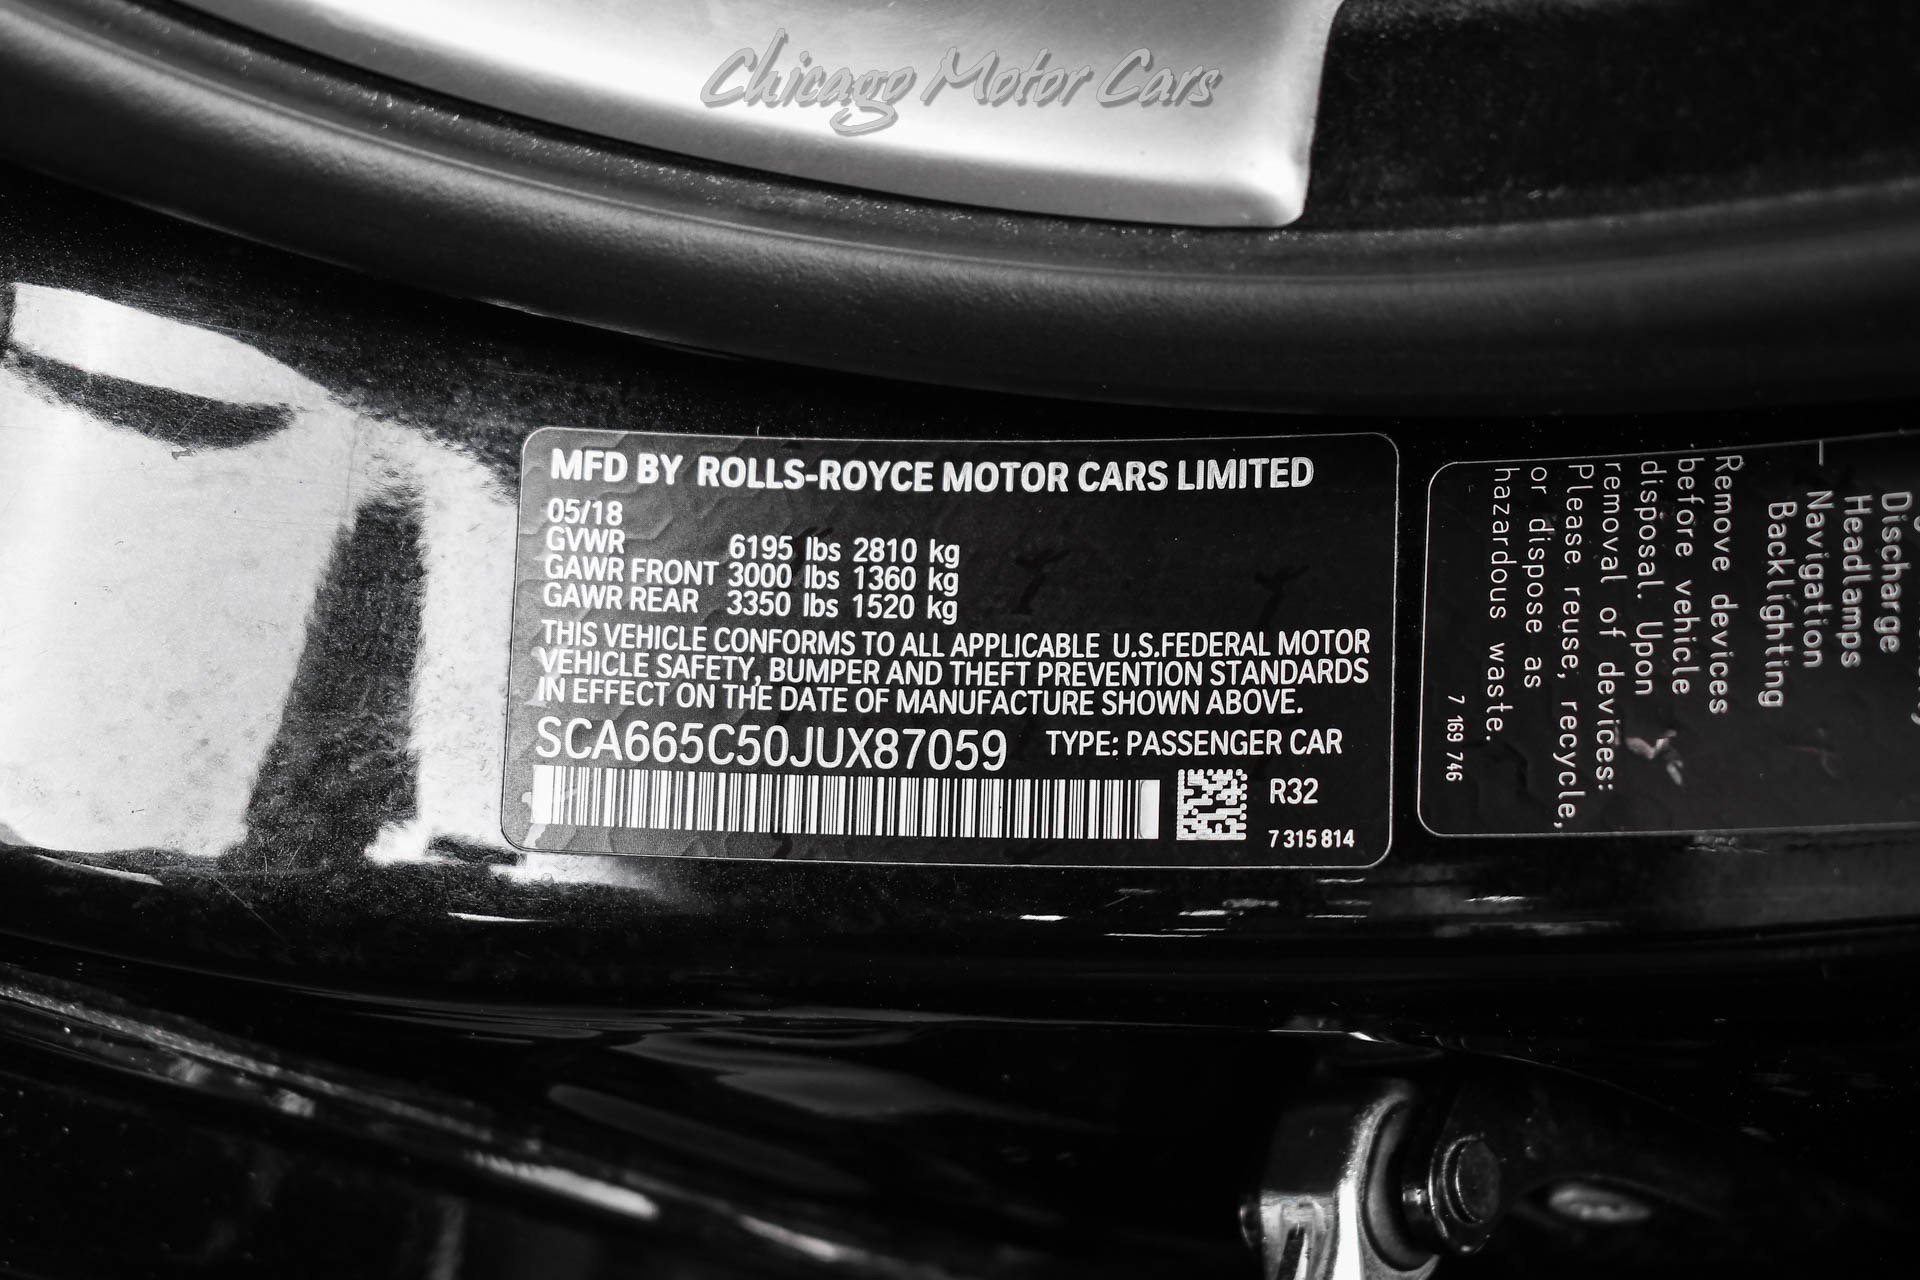 Chicago Motor Cars
MFD BY ROLLS-ROYCE MOTOR CARS LIMITED
05/18
GVWR 6195 lbs 2810 kg
GAWR FRONT 3000 lbs 1360 kg
GAWR REAR 3350 lbs 1520 kg
THIS VEHICLE CONFORMS TO ALL APPLICABLE U.S.FEDERAL MOTOR
VEHICLE SAFETY, BUMPER AND THEFT PREVENTION STANDARDS
IN EFFECT ON THE DATE OF MANUFACTURE SHOWN ABOVE.
SCA665C50JUX87059 TYPE: PASSENGER CAR
R32
7 315 814
Discharge
Headlamps
— Navigation
Backlighting
Remove devices
before vehicle
disposal. Upon
removal of devices:
Please reuse, recycle,
or dispose as
hazardous waste.
7 169 746